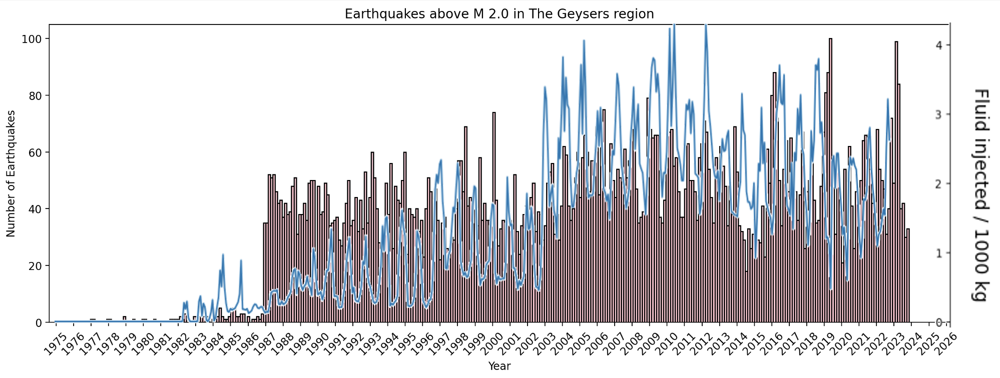 Earthquakes above M 2.0 in The Geysers region
100
80
60
40
20
0
Number of Earthquakes
4
3
2
1
0
Fluid injected / 1000 kg
1975 1976 1977 1978 1979 1980 1981 1982 1983 1984 1985 1986 1987 1988 1989 1990 1991 1992 1993 1994 1995 1996 1997 1998 1999 2000 2001 2002 2003 2004 2005 2006 2007 2008 2009 2010 2011 2012 2013 2014 2015 2016 2017 2018 2019 2020 2021 2022 2023 2024 2025 2026
Year